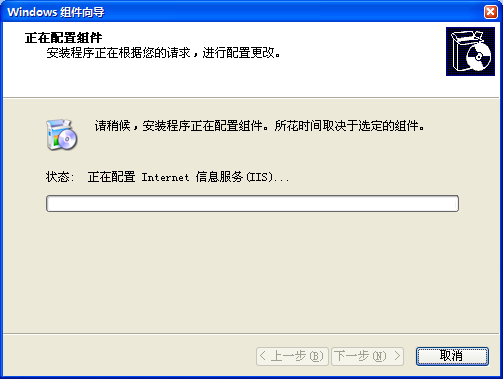 Windows 组件向导
正在配置组件
安装程序正在根据您的请求，进行配置更改。
请稍候，安装程序正在配置组件。所花时间取决于选定的组件。
状态: 正在配置 Internet 信息服务(IIS)...
< 上一步(B) 下一步(N) > 取消